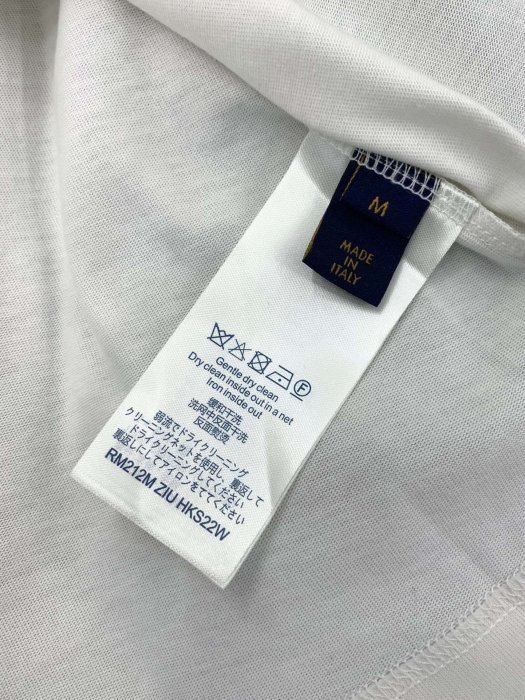 M
MADE
IN
ITALY
F
Gentle dry clean
Dry clean inside out in a net
Iron inside out
缓和干洗
洗网中反面干洗
反面熨烫
弱流でドライクリーニング
クリーニングネットを使用し、裏返して
ドライクリーニングしてください
裏返しにしてアイロンをあててください
RM212M ZIU HKS22W